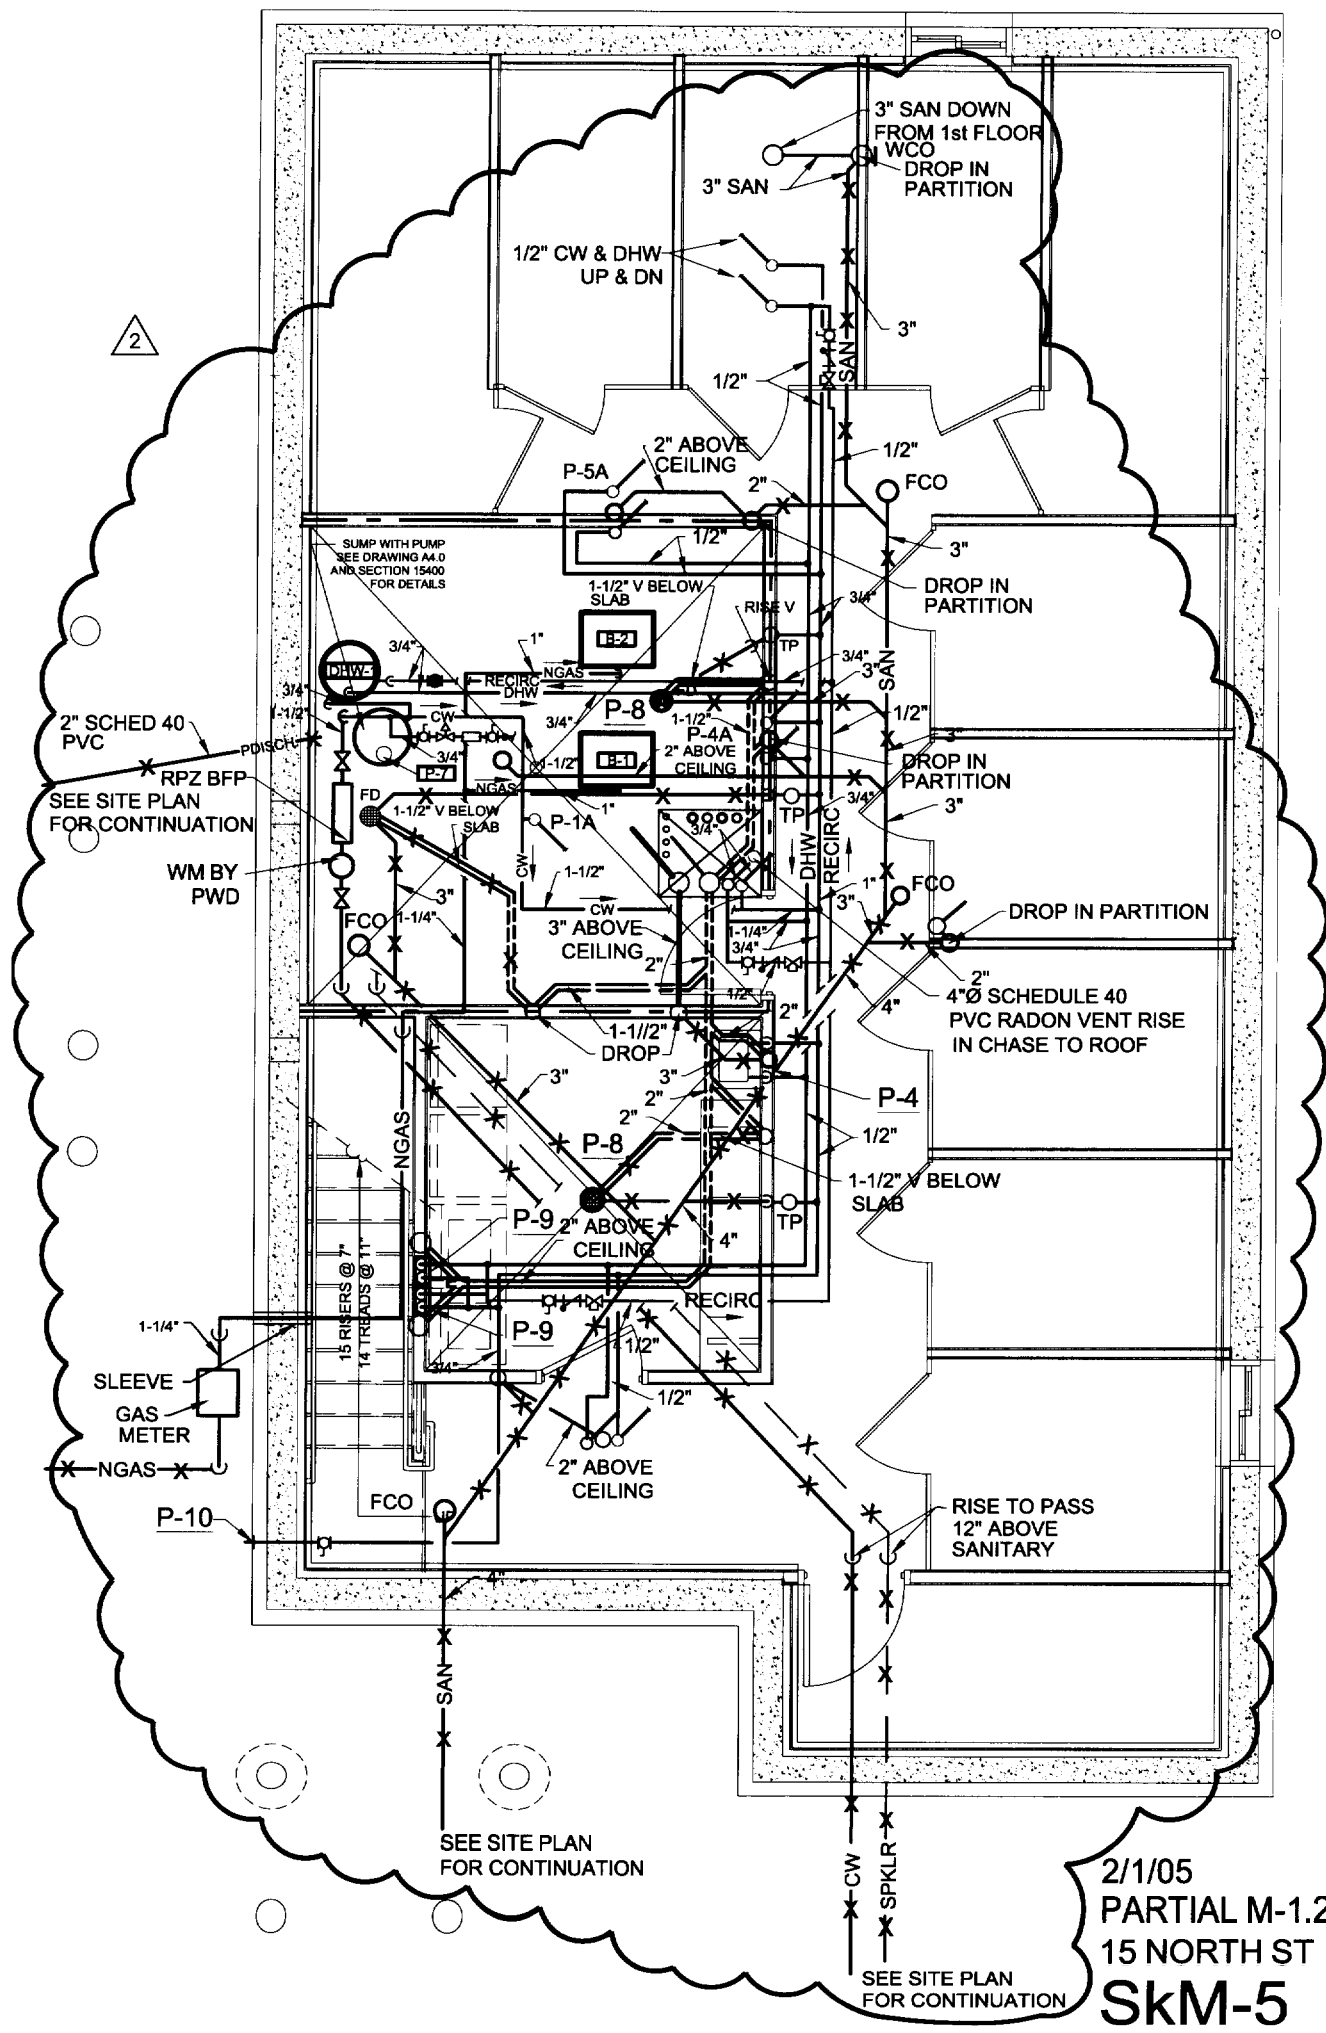 3" SAN DOWN
FROM 1st FLOOR
WCO
DROP IN
PARTITION
3" SAN
1/2" CW & DHW
UP & DN
2
3"
SAN
1/2"
1/2"
2" ABOVE
CEILING
P-5A
2"
FCO
SUMP WITH PUMP
SEE DRAWING A4.0
AND SECTION 15400
FOR DETAILS
1/2"
3"
1-1/2" V BELOW
SLAB
DROP IN
PARTITION
RISE V
3/4"
B-2
TP
3/4"
1"
NGAS
DHW-1
RECIRC
DHW
3/4"
3"
SAN
3/4"
P-8
1-1/2"
CW
3/4"
1-1/2"
P-4A
1/2"
2" SCHED 40
PVC
PDISCH
3/4"
P-7
1-1/2"
B-1
2" ABOVE
CEILING
3"
DROP IN
PARTITION
RPZ BFP
FD
NGAS
1"
3/4"
SEE SITE PLAN
FOR CONTINUATION
1-1/2" V BELOW
SLAB
P-1A
TP
3"
3/4"
WM BY
PWD
CW
1-1/2"
DHW
RECIRC
1"
FCO
3"
FCO
1-1/4"
CW
3"
DROP IN PARTITION
3" ABOVE
CEILING
1-1/4"
3/4"
2"
2"
1/2"
4"
4"Ø SCHEDULE 40
PVC RADON VENT RISE
IN CHASE TO ROOF
1-1//2"
DROP
2"
3"
3"
2"
P-4
NGAS
P-8
2"
1/2"
1-1/2" V BELOW
SLAB
P-9
2" ABOVE
CEILING
TP
4"
15 RISERS @ 7"
14 TREADS @ 11"
RECIRC
1-1/4"
P-9
1/2"
3/4"
SLEEVE
GAS
METER
1/2"
NGAS
2" ABOVE
CEILING
FCO
P-10
RISE TO PASS
12" ABOVE
SANITARY
4"
SAN
SEE SITE PLAN
FOR CONTINUATION
CW
SPKLR
SEE SITE PLAN
FOR CONTINUATION
2/1/05
PARTIAL M-1.2
15 NORTH ST
SkM-5